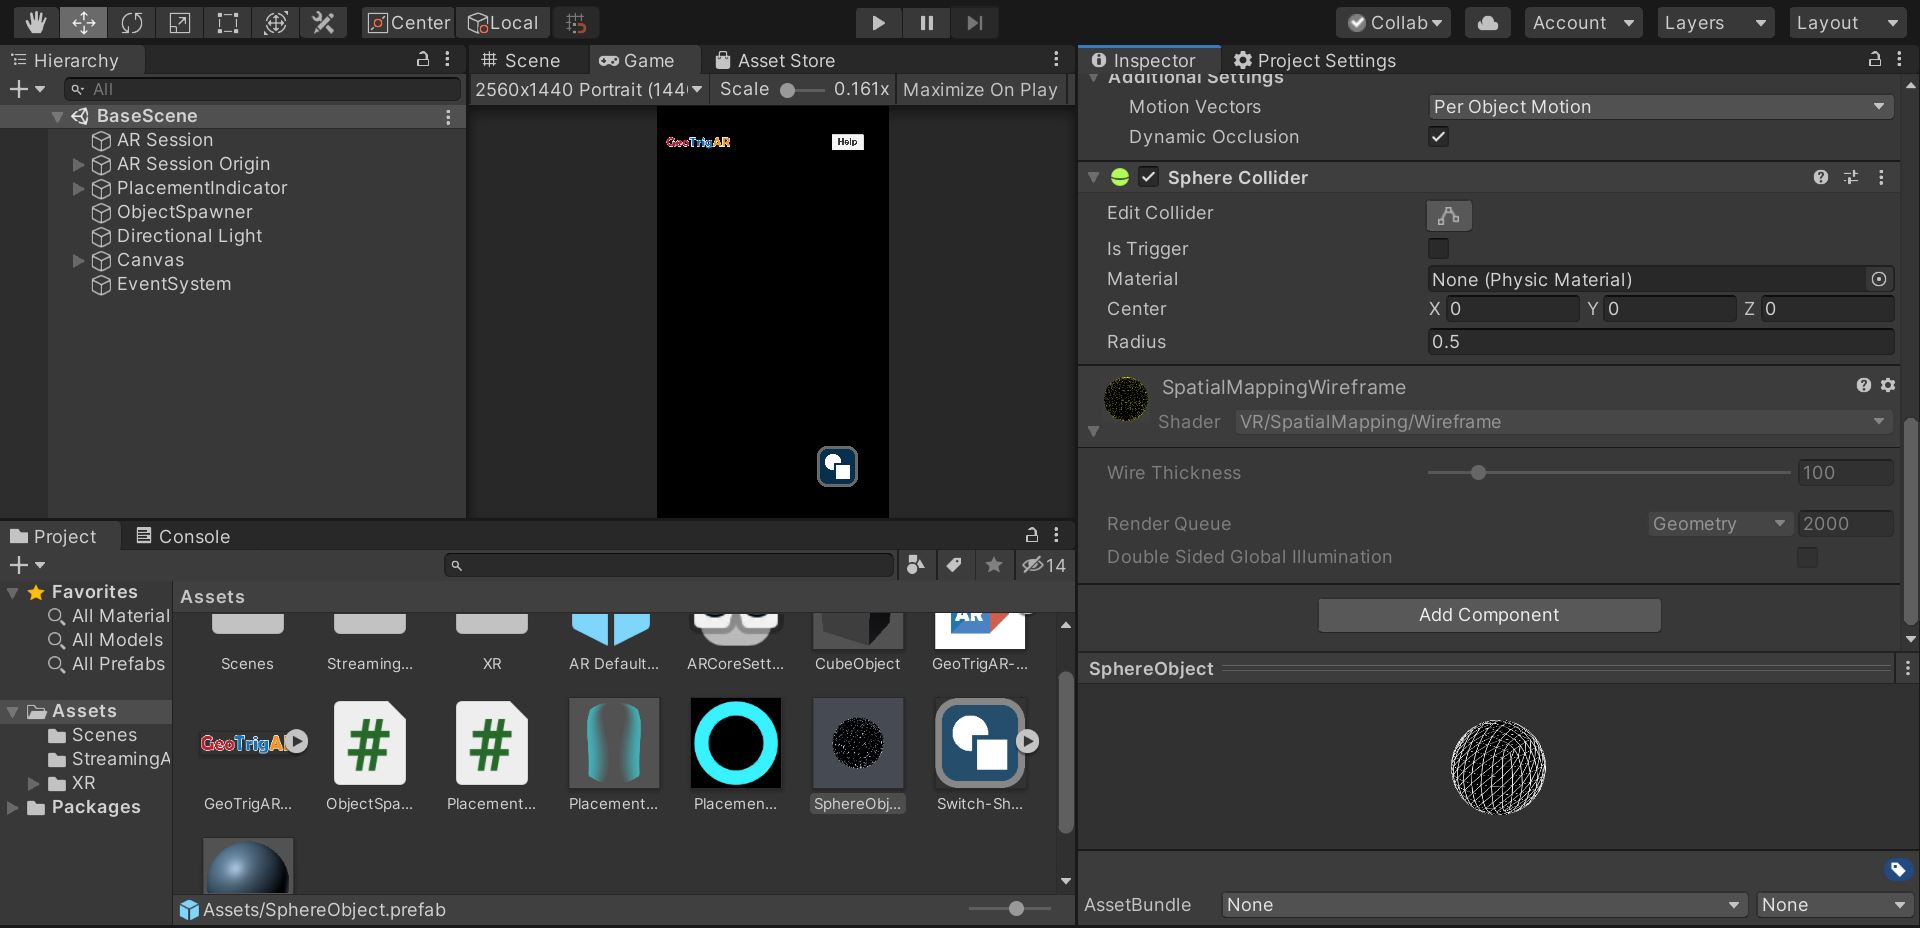 Center
Local
Collab
Account
Layers
Layout
Hierarchy
All
BaseScene
AR Session
AR Session Origin
PlacementIndicator
ObjectSpawner
Directional Light
Canvas
EventSystem
Scene
Game
Asset Store
2560x1440 Portrait (144
Scale
0.161x
Maximize On Play
GeoTrigAR
Help
Project
Console
14
Favorites
All Material
All Models
All Prefabs
Assets
Scenes
StreamingA
XR
Packages
Assets
AR
Scenes
Streaming...
XR
AR Default...
ARCoreSett...
CubeObject
GeoTrigAR-...
GeoTrigA
#
#
GeoTrigAR...
ObjectSpa...
Placement...
Placement...
Placemen...
SphereObj...
Switch-Sh...
Assets/SphereObject.prefab
Inspector
Project Settings
Additional Settings
Motion Vectors
Per Object Motion
Dynamic Occlusion
Sphere Collider
Edit Collider
Is Trigger
Material
None (Physic Material)
Center
X 0 Y 0 Z 0
Radius
0.5
SpatialMappingWireframe
Shader
VR/SpatialMapping/Wireframe
Wire Thickness
100
Render Queue
Geometry
2000
Double Sided Global Illumination
Add Component
SphereObject
AssetBundle
None
None